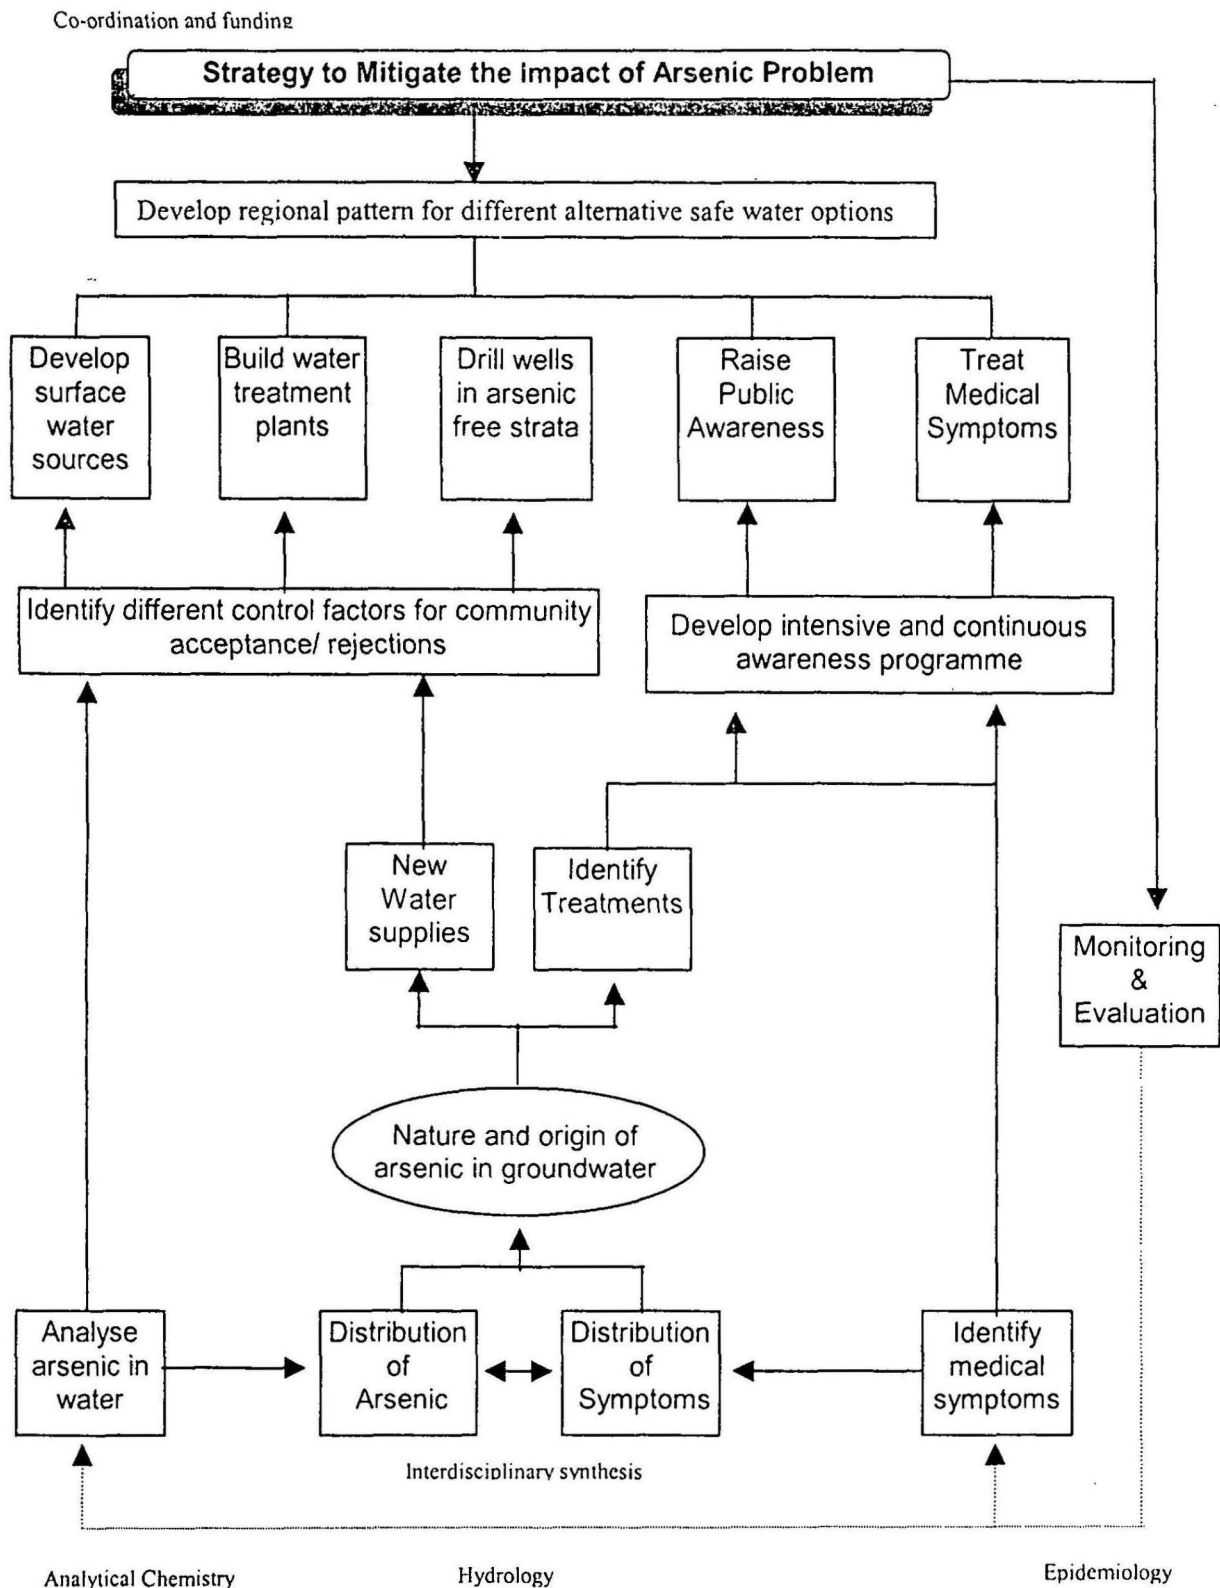 Co-ordination and funding
Strategy to Mitigate the Impact of Arsenic Problem
Develop regional pattern for different alternative safe water options
Develop
surface
water
sources
Build water
treatment
plants
Drill wells
in arsenic
free strata
Raise
Public
Awareness
Treat
Medical
Symptoms
Identify different control factors for community
acceptance/ rejections
Develop intensive and continuous
awareness programme
New
Water
supplies
Identify
Treatments
Monitoring
&
Evaluation
Nature and origin of
arsenic in groundwater
Analyse
arsenic in
water
Distribution
of
Arsenic
Distribution
of
Symptoms
Identify
medical
symptoms
Interdisciplinary synthesis
Analytical Chemistry
Hydrology
Epidemiology